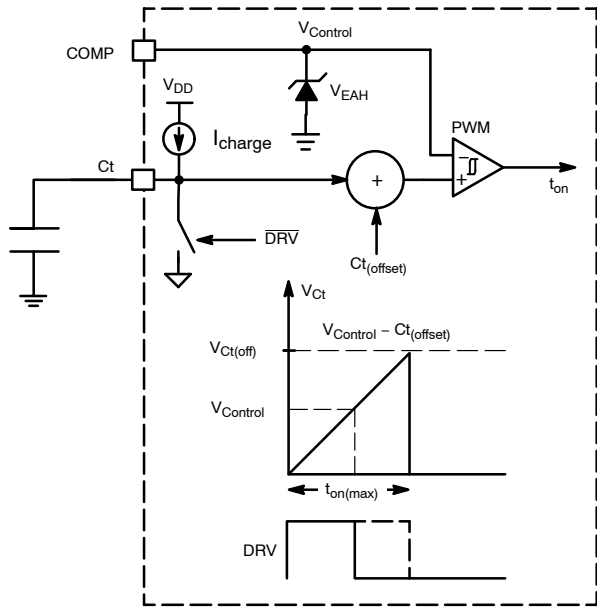 V_Control
COMP
V_DD
V_EAH
I_charge
PWM
Ct
+
−
+
t_on
DRV
Ct_(offset)
V_Ct
V_Control − Ct_(offset)
V_Ct(off)
V_Control
t_on(max)
DRV